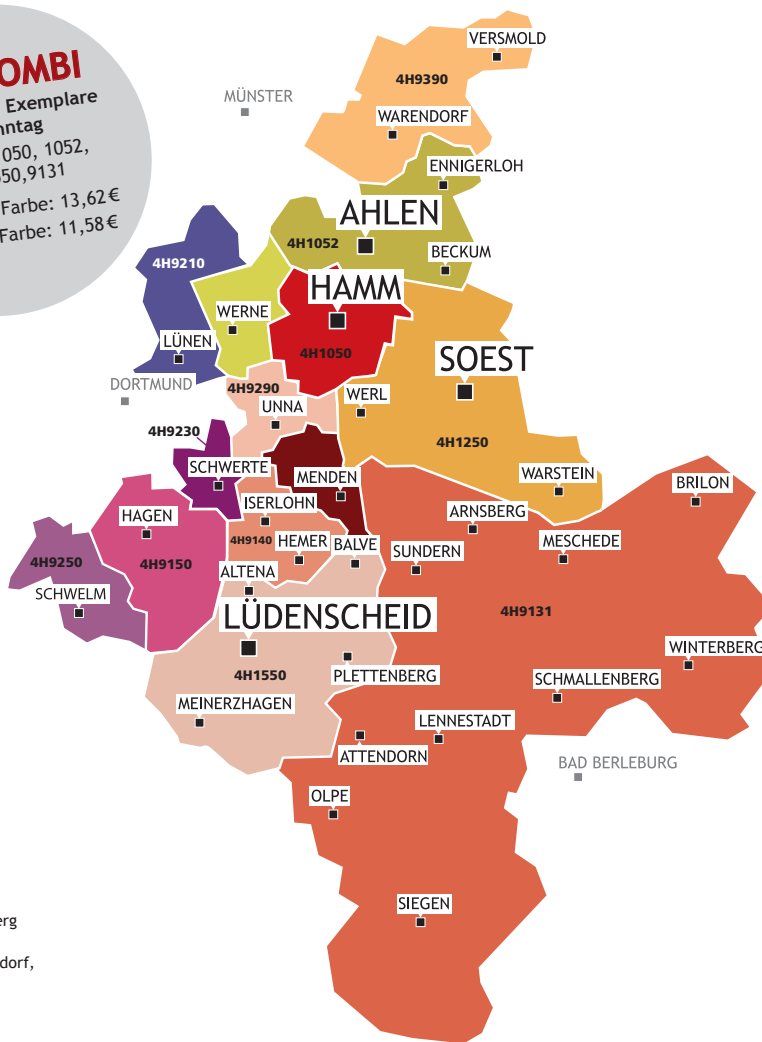 OMBI
Exemplare
nntag
050, 1052,
50,9131
Farbe: 13,62€
Farbe: 11,58€
VERSMOLD
4H9390
MÜNSTER
WARENDORF
ENNIGERLOH
AHLEN
4H1052
BECKUM
4H9210
HAMM
WERNE
LÜNEN
4H1050
SOEST
DORTMUND
4H9290
WERL
UNNA
4H9230
4H1250
SCHWERTE
MENDEN
WARSTEIN
BRILON
ISERLOHN
HAGEN
ARNSBERG
4H9140
HEMER
BALVE
SUNDERN
MESCHEDE
4H9250
4H9150
ALTENA
SCHWELM
LÜDENSCHEID
4H9131
WINTERBERG
4H1550
PLETTENBERG
SCHMALLENBERG
MEINERZHAGEN
LENNESTADT
ATTENDORN
BAD BERLEBURG
OLPE
SIEGEN
erg
dorf,